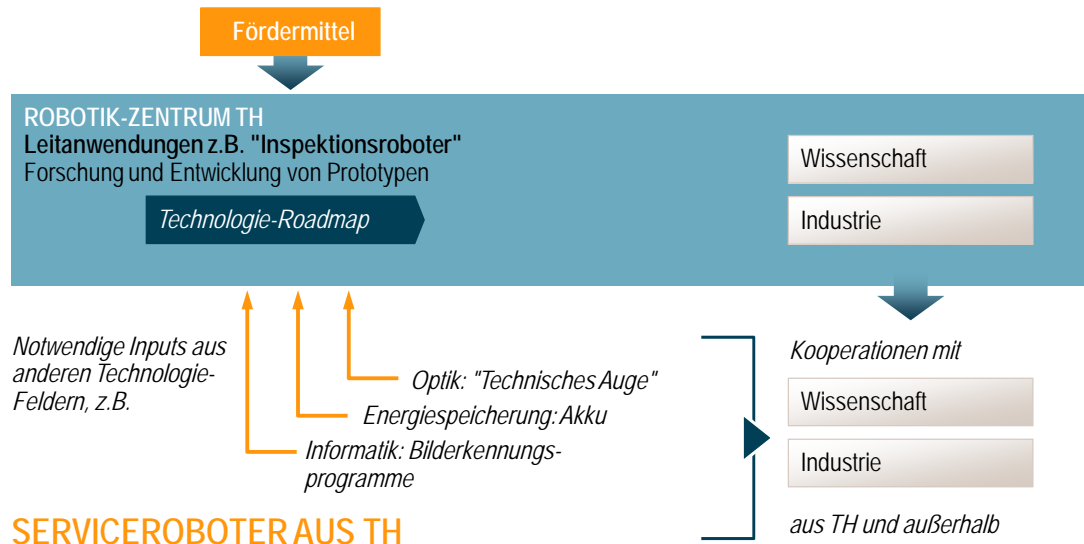 Fördermittel
ROBOTIK-ZENTRUM TH
Leitanwendungen z.B. "Inspektionsroboter"
Forschung und Entwicklung von Prototypen
Technologie-Roadmap
Wissenschaft
Industrie
Notwendige Inputs aus
anderen Technologie-
Feldern, z.B.
Optik: "Technisches Auge"
Energiespeicherung: Akku
Informatik: Bilderkennungs-
programme
Kooperationen mit
Wissenschaft
Industrie
aus TH und außerhalb
SERVICEROBOTER AUS TH